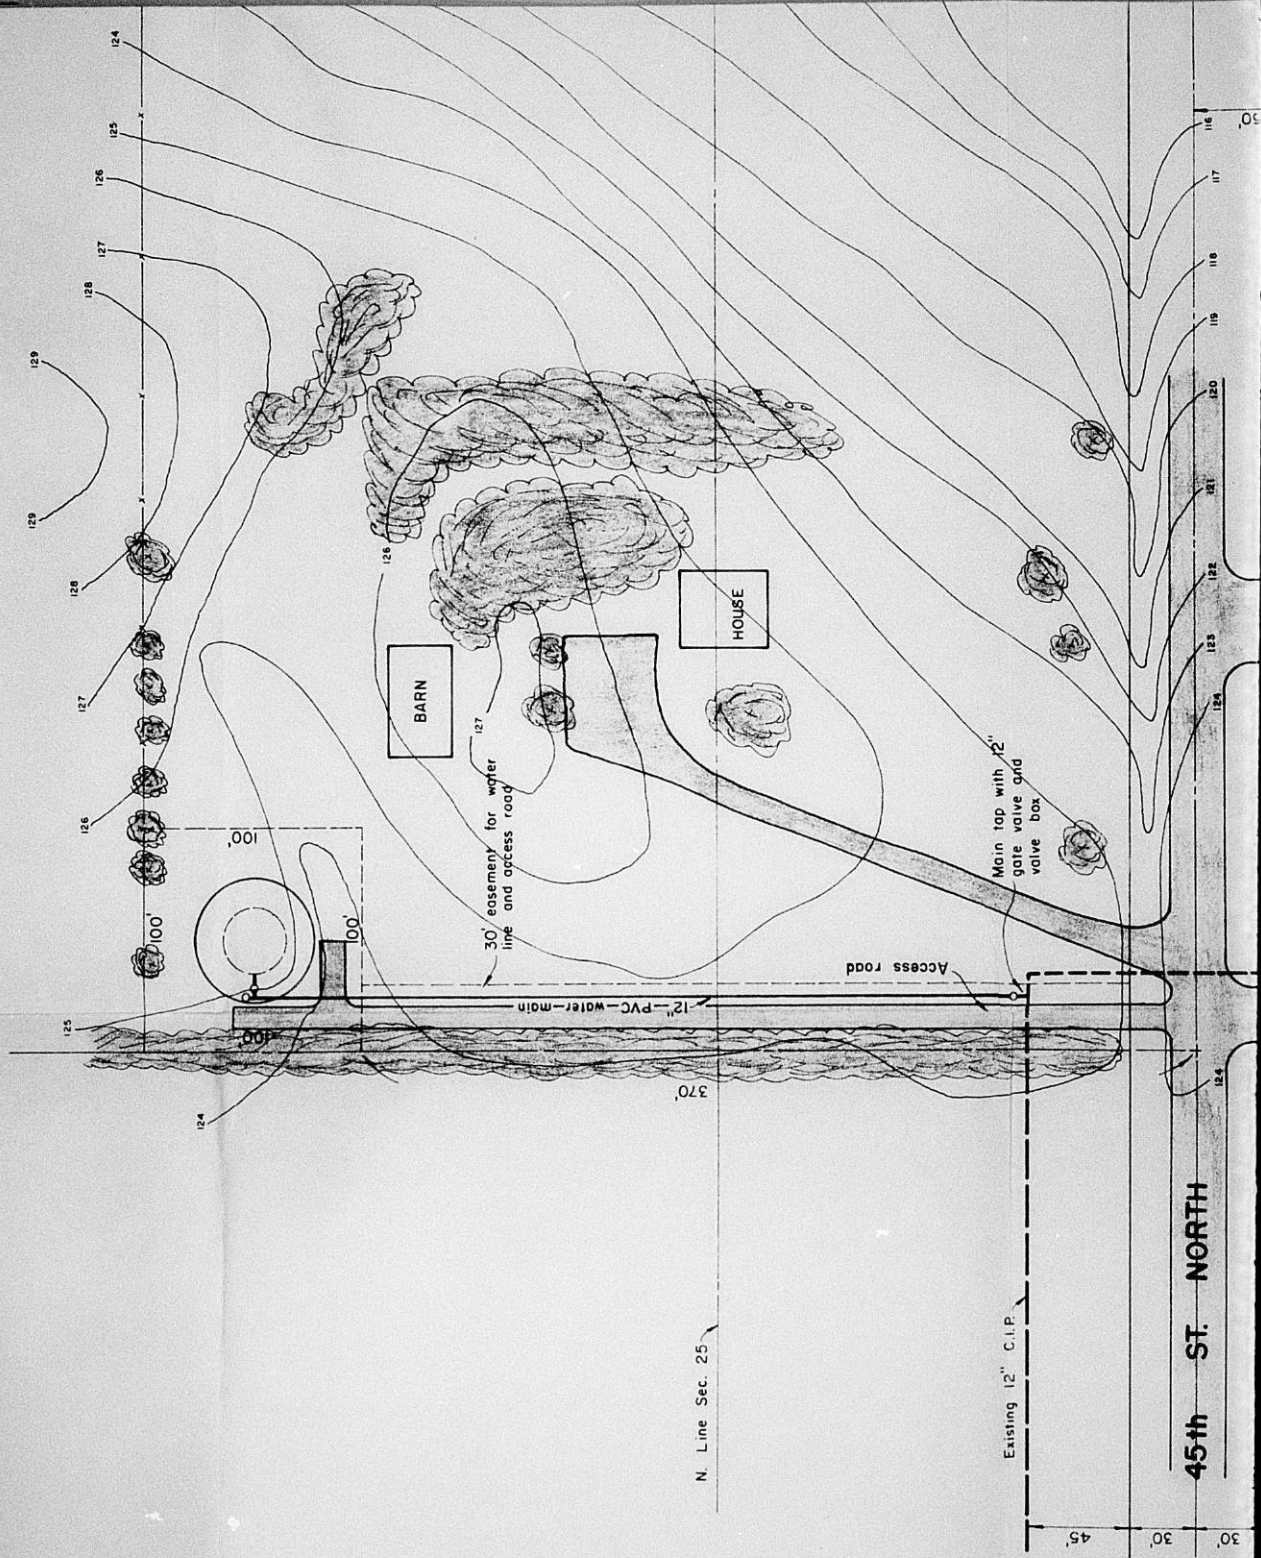 124
125
126
127
128
129
129
128
127
126
125
124
116
117
118
119
120
121
122
123
124
124
126
127
BARN
HOUSE
30' easement for water
line and access road
Main tap with 12"
gate valve and
valve box
Access road
12"—PVC—water—main
100'
100'
100'
100'
370'
N. Line Sec. 25
Existing 12" C.I.P.
45th ST. NORTH
45'
30'
30'